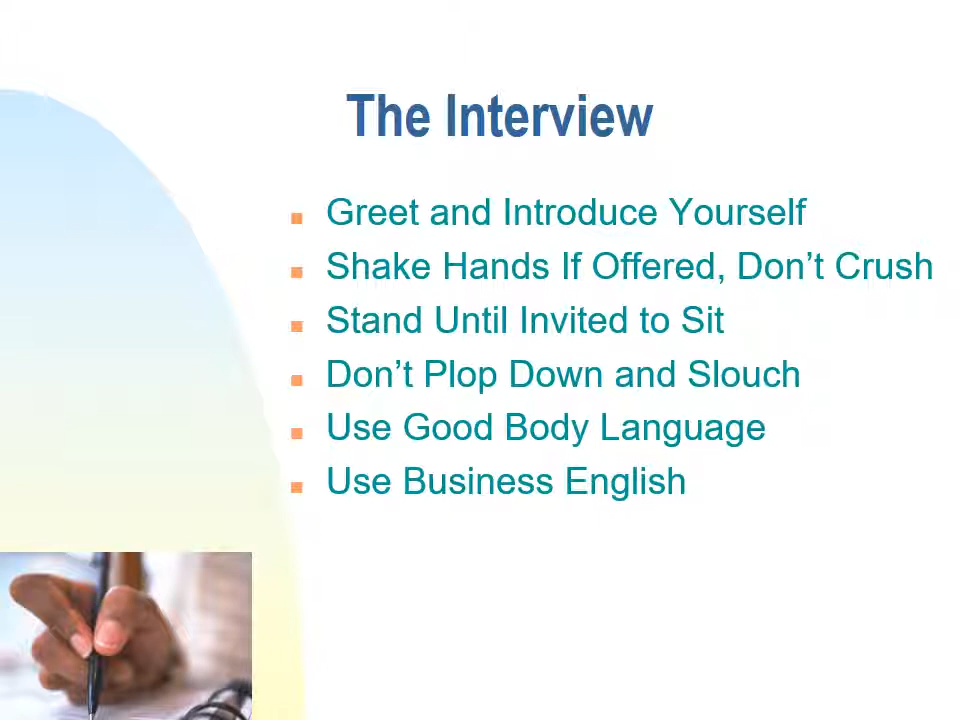 The Interview
Greet and Introduce Yourself
Shake Hands If Offered, Don’t Crush
Stand Until Invited to Sit
Don’t Plop Down and Slouch
Use Good Body Language
Use Business English